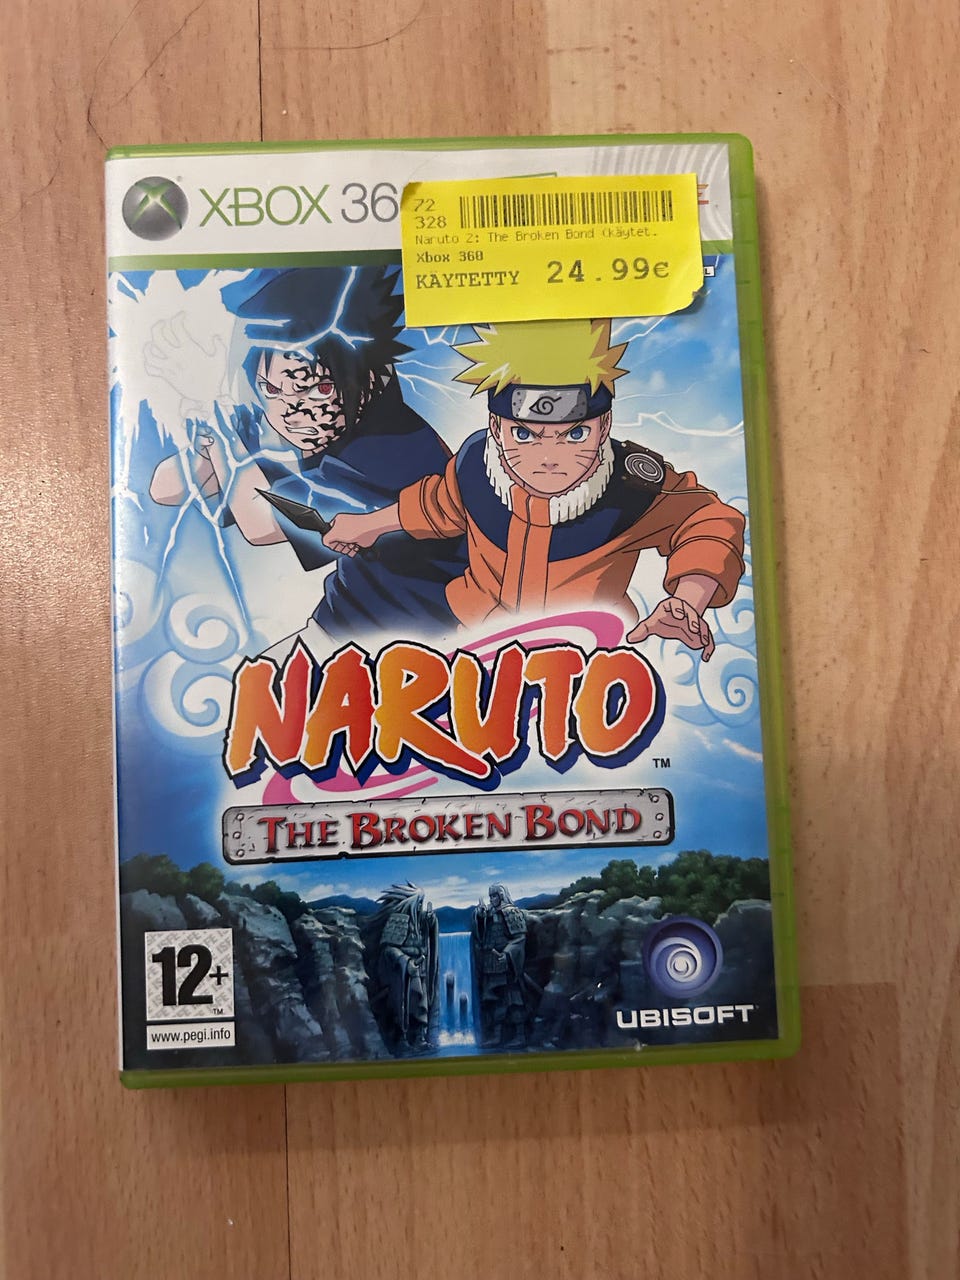 XBOX 36
72
328
Naruto 2: The Broken Bond (käytet.
Xbox 360
KÄYTETTY 24.99€
NARUTO
TM
THE BROKEN BOND
12+
TM
www.pegi.info
UBISOFT